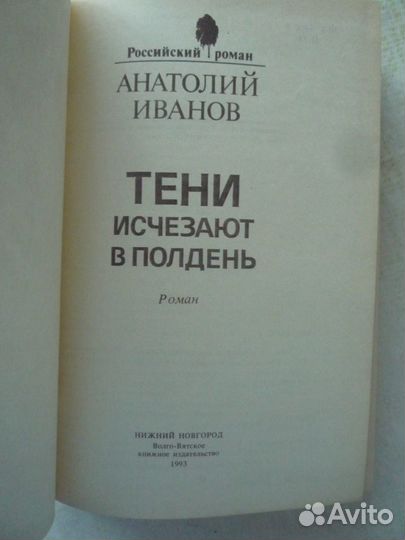 Российский роман
АНАТОЛИЙ
ИВАНОВ
ТЕНИ
ИСЧЕЗАЮТ
В ПОЛДЕНЬ
Роман
НИЖНИЙ НОВГОРОД
Волго-Вятское
книжное издательство
1993
Avito